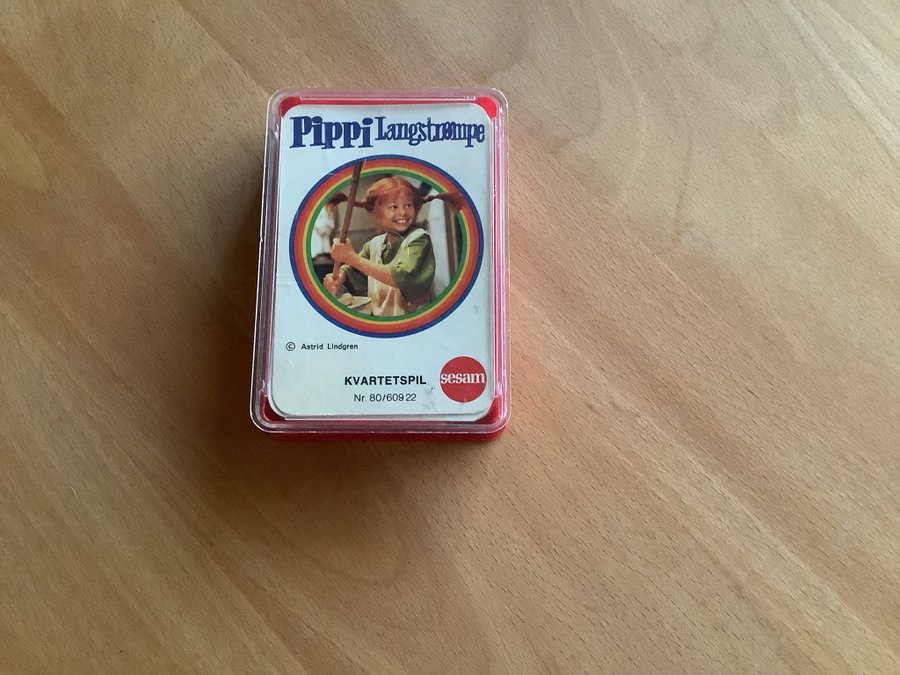 Pippi Langstrømpe
© Astrid Lindgren
KVARTETSPIL
sesam
Nr. 80/609 22